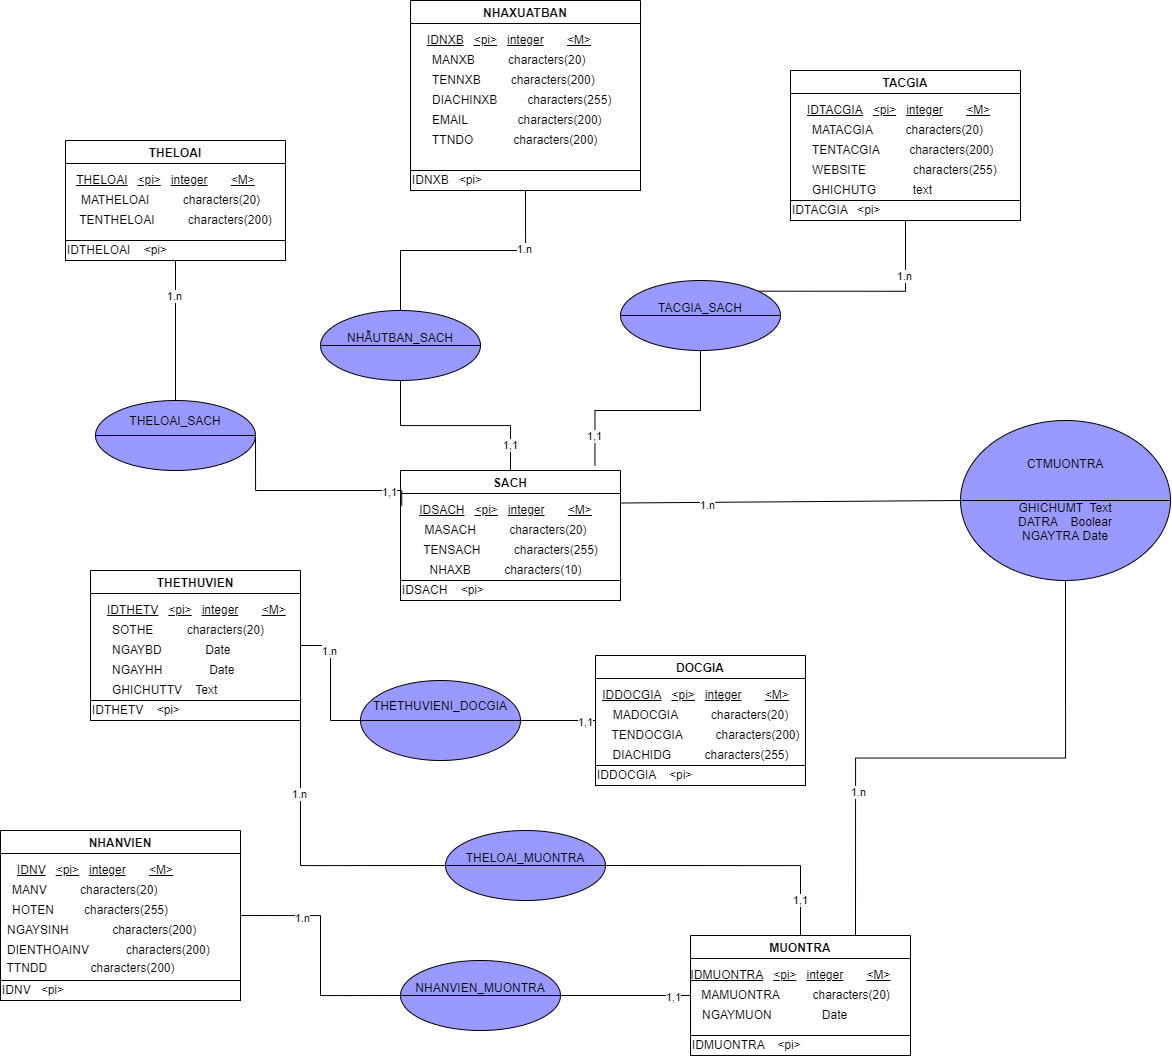 NHAXUATBAN
IDNXB <pi> integer <M>
MANXB characters(20)
TENNXB characters(200)
DIACHINXB characters(255)
EMAIL characters(200)
TTNDO characters(200)
IDNXB <pi>
TACGIA
IDTACGIA <pi> integer <M>
MATACGIA characters(20)
TENTACGIA characters(200)
WEBSITE characters(255)
GHICHUTG text
IDTACGIA <pi>
THELOAI
THELOAI <pi> integer <M>
MATHELOAI characters(20)
TENTHELOAI characters(200)
IDTHELOAI <pi>
1.n
1.n
1.n
TACGIA_SACH
NHẪUTBAN_SACH
THELOAI_SACH
1,1
1,1
1,1
SACH
IDSACH <pi> integer <M>
MASACH characters(20)
TENSACH characters(255)
NHAXB characters(10)
IDSACH <pi>
1.n
CTMUONTRA
GHICHUMT Text
DATRA Boolear
NGAYTRA Date
THETHUVIEN
IDTHETV <pi> integer <M>
SOTHE characters(20)
NGAYBD Date
NGAYHH Date
GHICHUTTV Text
IDTHETV <pi>
1.n
THETHUVIENI_DOCGIA
1,1
DOCGIA
IDDOCGIA <pi> integer <M>
MADOCGIA characters(20)
TENDOCGIA characters(200)
DIACHIDG characters(255)
IDDOCGIA <pi>
1.n
1.n
THELOAI_MUONTRA
1,1
NHANVIEN
IDNV <pi> integer <M>
MANV characters(20)
HOTEN characters(255)
NGAYSINH characters(200)
DIENTHOAINV characters(200)
TTNDD characters(200)
IDNV <pi>
1.n
NHANVIEN_MUONTRA
1,1
MUONTRA
IDMUONTRA <pi> integer <M>
MAMUONTRA characters(20)
NGAYMUON Date
IDMUONTRA <pi>